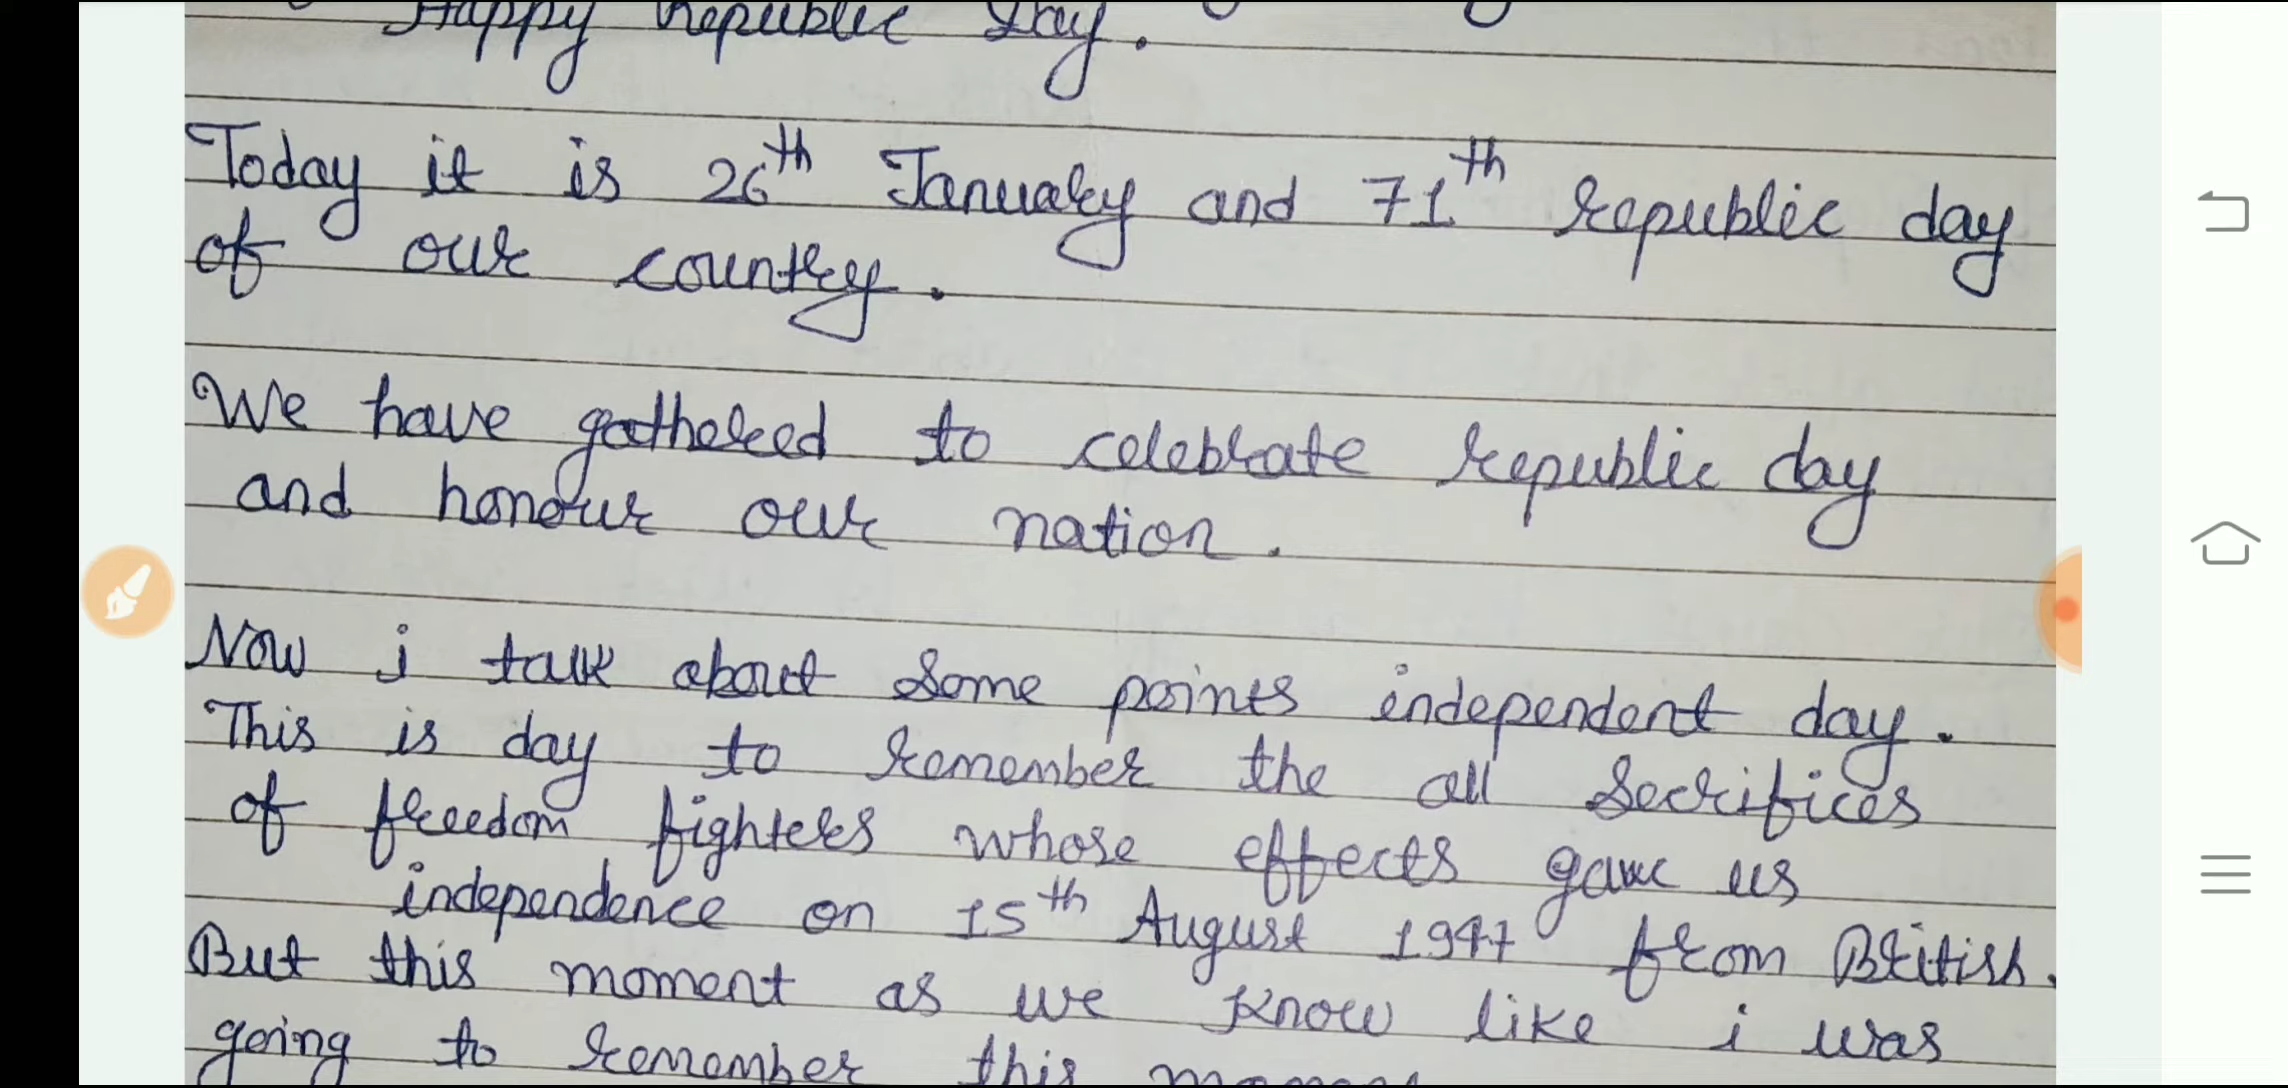 Happy Republic Day.
Today it is 26th January and 71th republic day
of our country.
We have gathered to celebrate republic day
and honour our nation.
Now i talk about some points independent day.
This is day to remember the all secrifices
of freedom fighters whose effects gave us
independence on 15th August 1947 from British.
But this moment as we know like i was
going to remember this